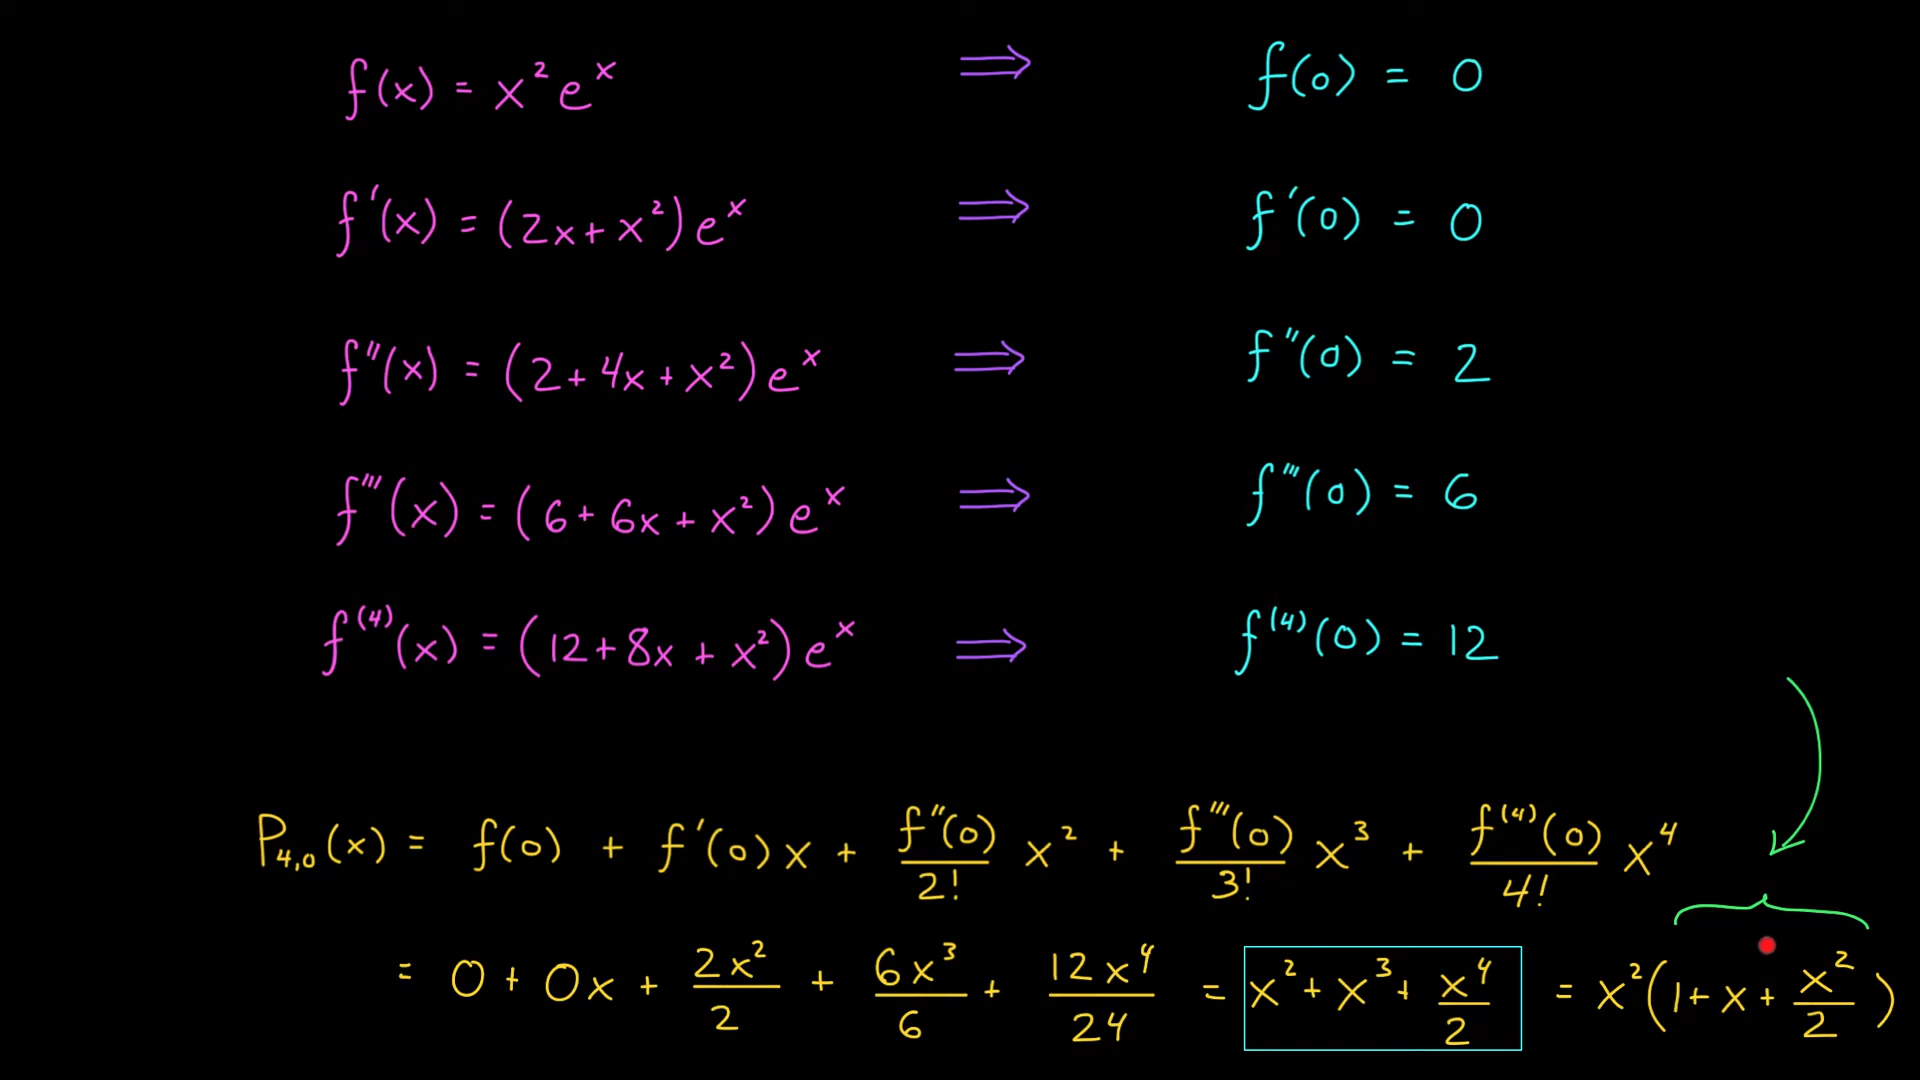 f(x) = x² eˣ ⟹ f(0) = 0
f'(x) = (2x + x²) eˣ ⟹ f'(0) = 0
f''(x) = (2 + 4x + x²) eˣ ⟹ f''(0) = 2
f'''(x) = (6 + 6x + x²) eˣ ⟹ f'''(0) = 6
f⁽⁴⁾(x) = (12 + 8x + x²) eˣ ⟹ f⁽⁴⁾(0) = 12
P₄,₀(x) = f(0) + f'(0) x + f''(0)/2! x² + f'''(0)/3! x³ + f⁽⁴⁾(0)/4! x⁴
= 0 + 0x + 2x²/2 + 6x³/6 + 12x⁴/24 = x² + x³ + x⁴/2 = x²(1 + x + x²/2)